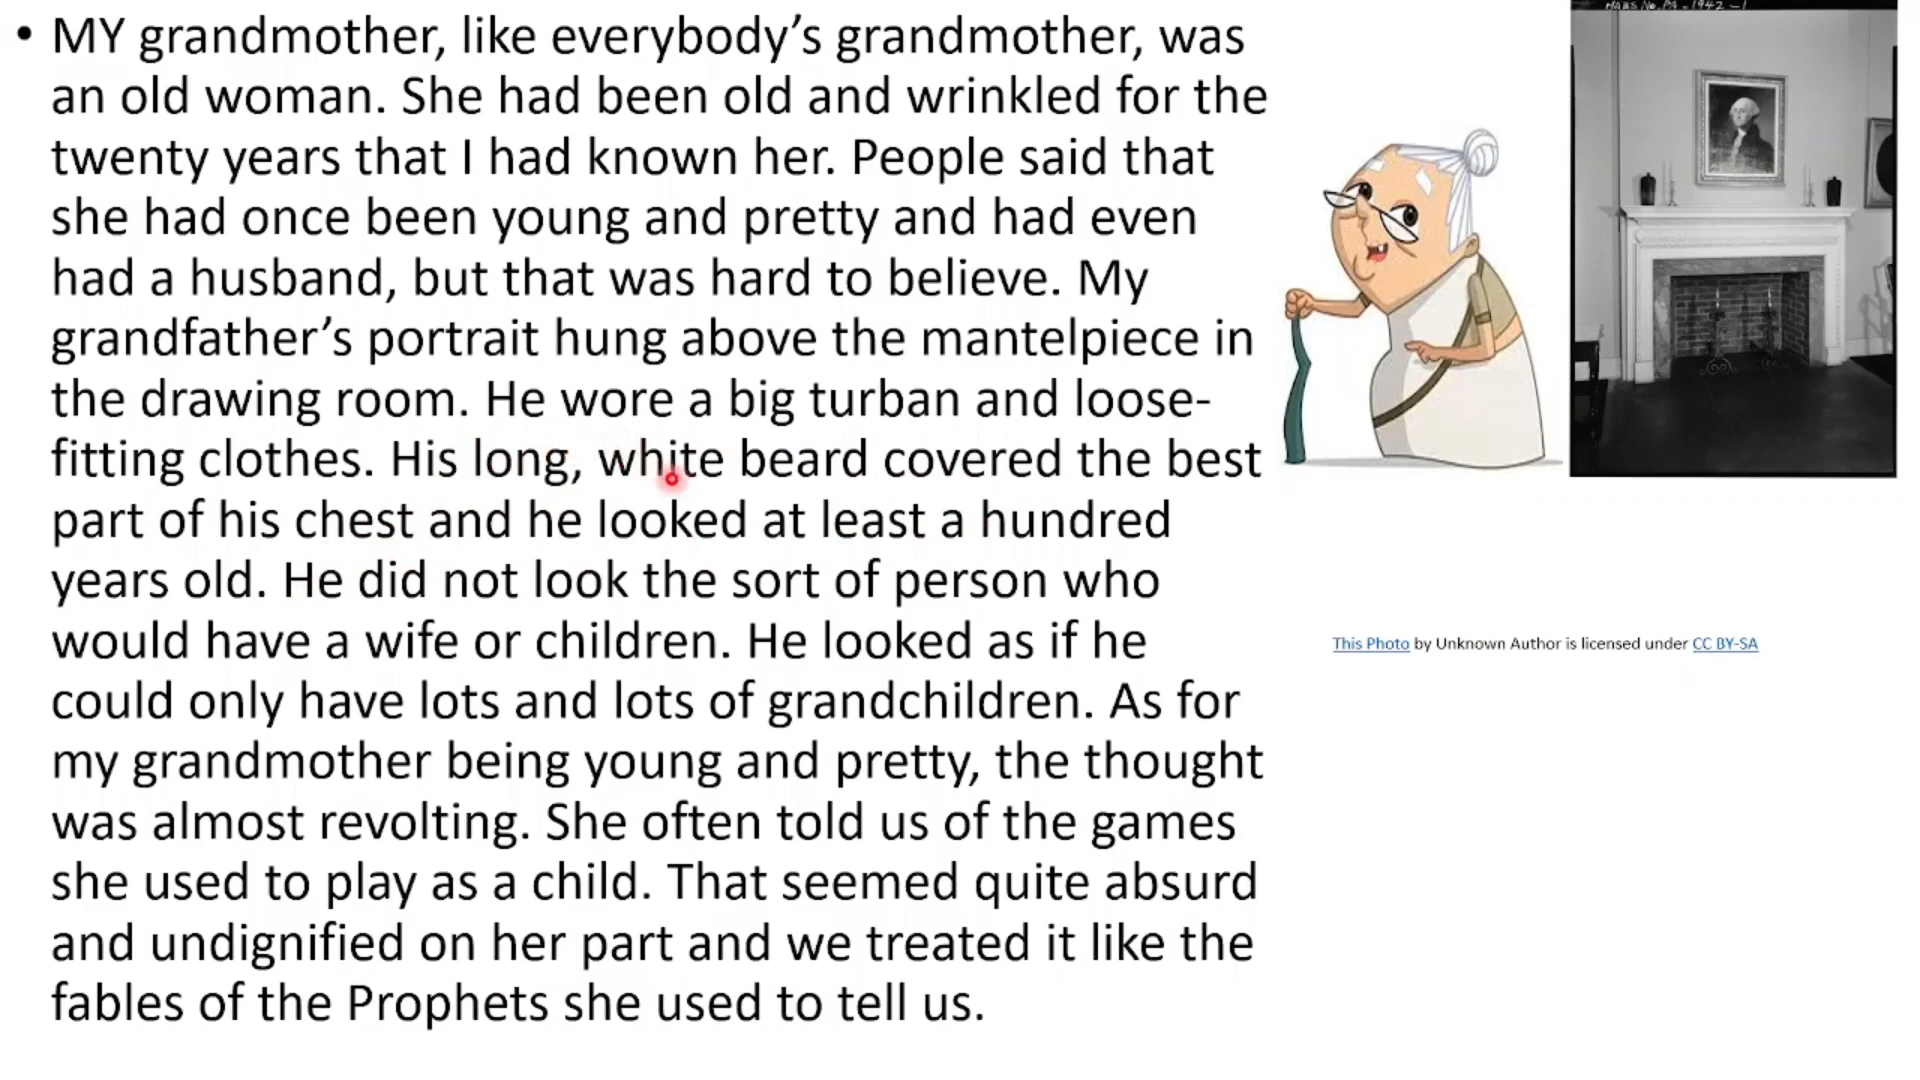 • MY grandmother, like everybody’s grandmother, was
an old woman. She had been old and wrinkled for the
twenty years that I had known her. People said that
she had once been young and pretty and had even
had a husband, but that was hard to believe. My
grandfather’s portrait hung above the mantelpiece in
the drawing room. He wore a big turban and loose-
fitting clothes. His long, white beard covered the best
part of his chest and he looked at least a hundred
years old. He did not look the sort of person who
would have a wife or children. He looked as if he
could only have lots and lots of grandchildren. As for
my grandmother being young and pretty, the thought
was almost revolting. She often told us of the games
she used to play as a child. That seemed quite absurd
and undignified on her part and we treated it like the
fables of the Prophets she used to tell us.
HABS No. PA-1942-1
This Photo by Unknown Author is licensed under CC BY-SA